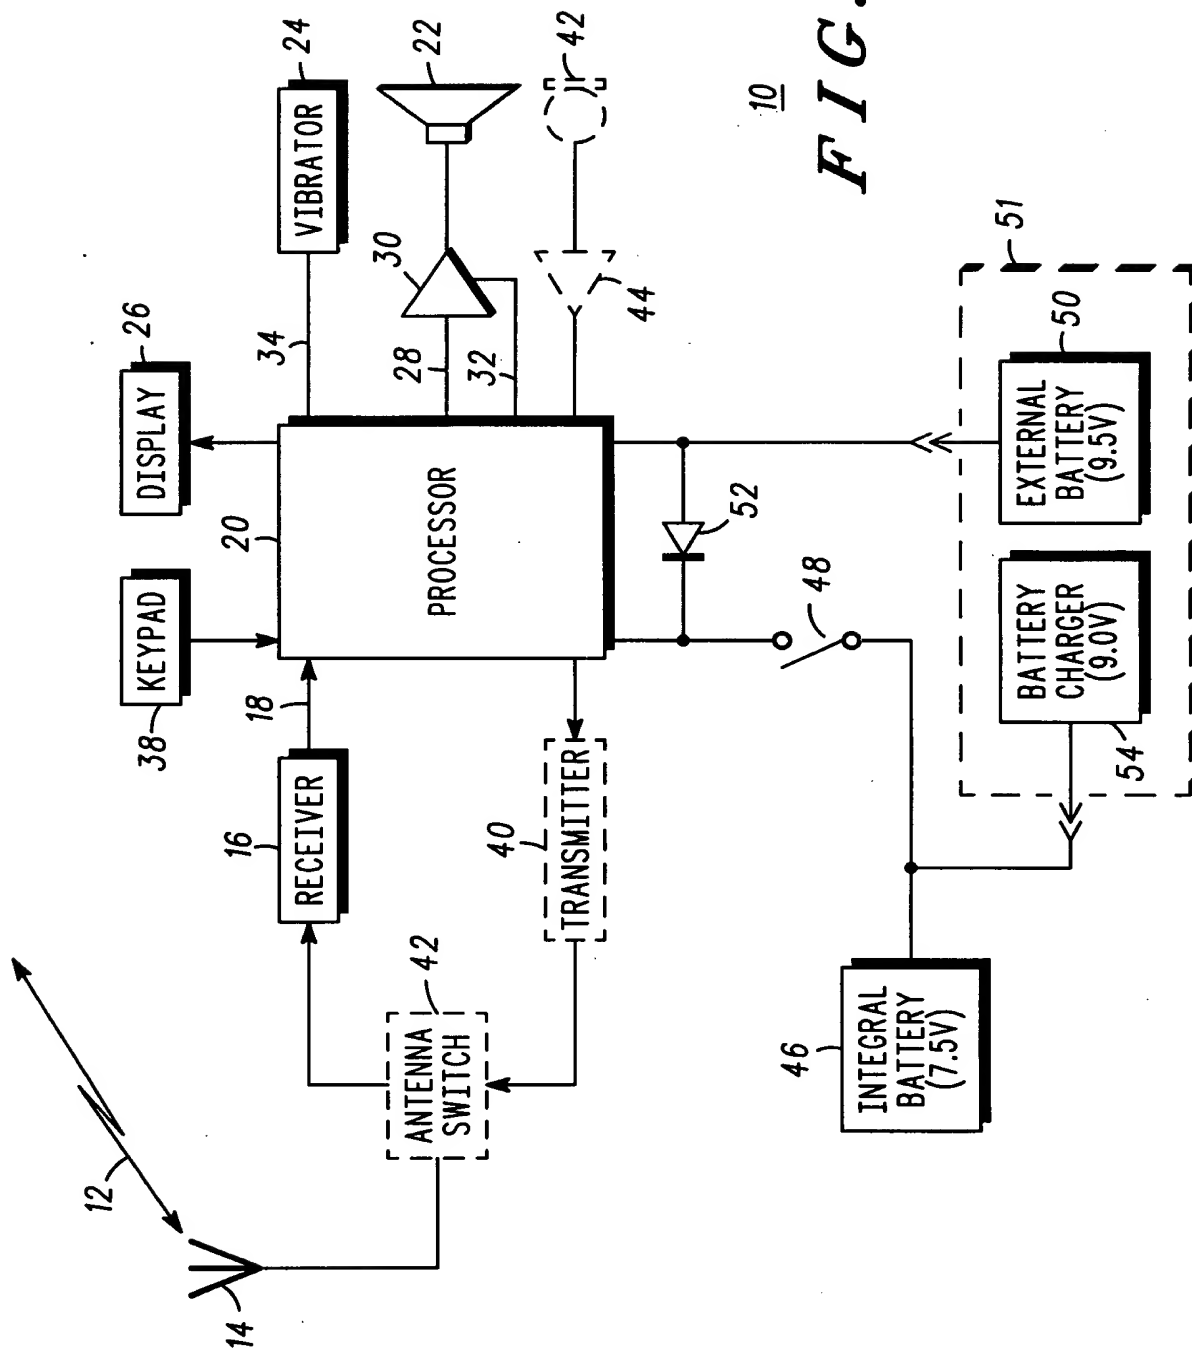 12
14
ANTENNA
SWITCH
42
16
RECEIVER
18
38
KEYPAD
20
26
DISPLAY
PROCESSOR
34
24
VIBRATOR
28
30
22
32
42
44
40
TRANSMITTER
52
48
46
INTEGRAL
BATTERY
(7.5V)
54
BATTERY
CHARGER
(9.0V)
50
EXTERNAL
BATTERY
(9.5V)
51
10
FIG.